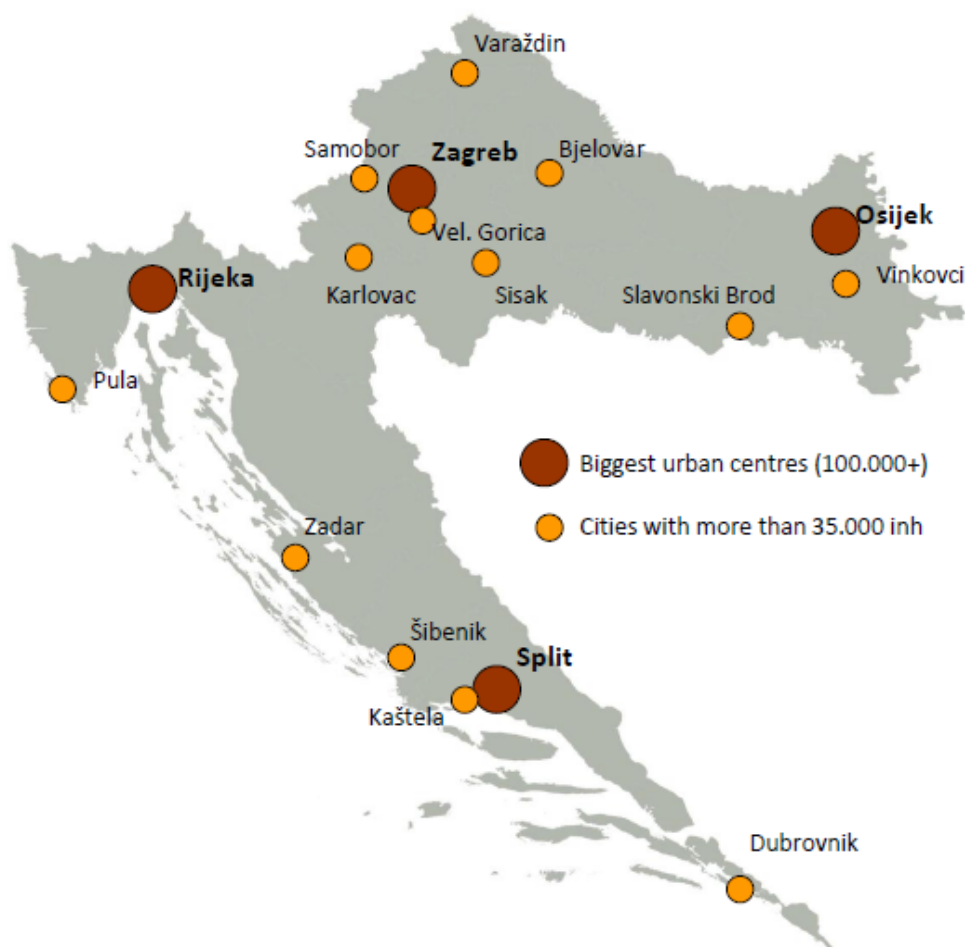 Varaždin
Samobor
Zagreb
Bjelovar
Osijek
Vel. Gorica
Rijeka
Karlovac
Sisak
Slavonski Brod
Vinkovci
Pula
Biggest urban centres (100.000+)
Cities with more than 35.000 inh
Zadar
Šibenik
Split
Kaštela
Dubrovnik